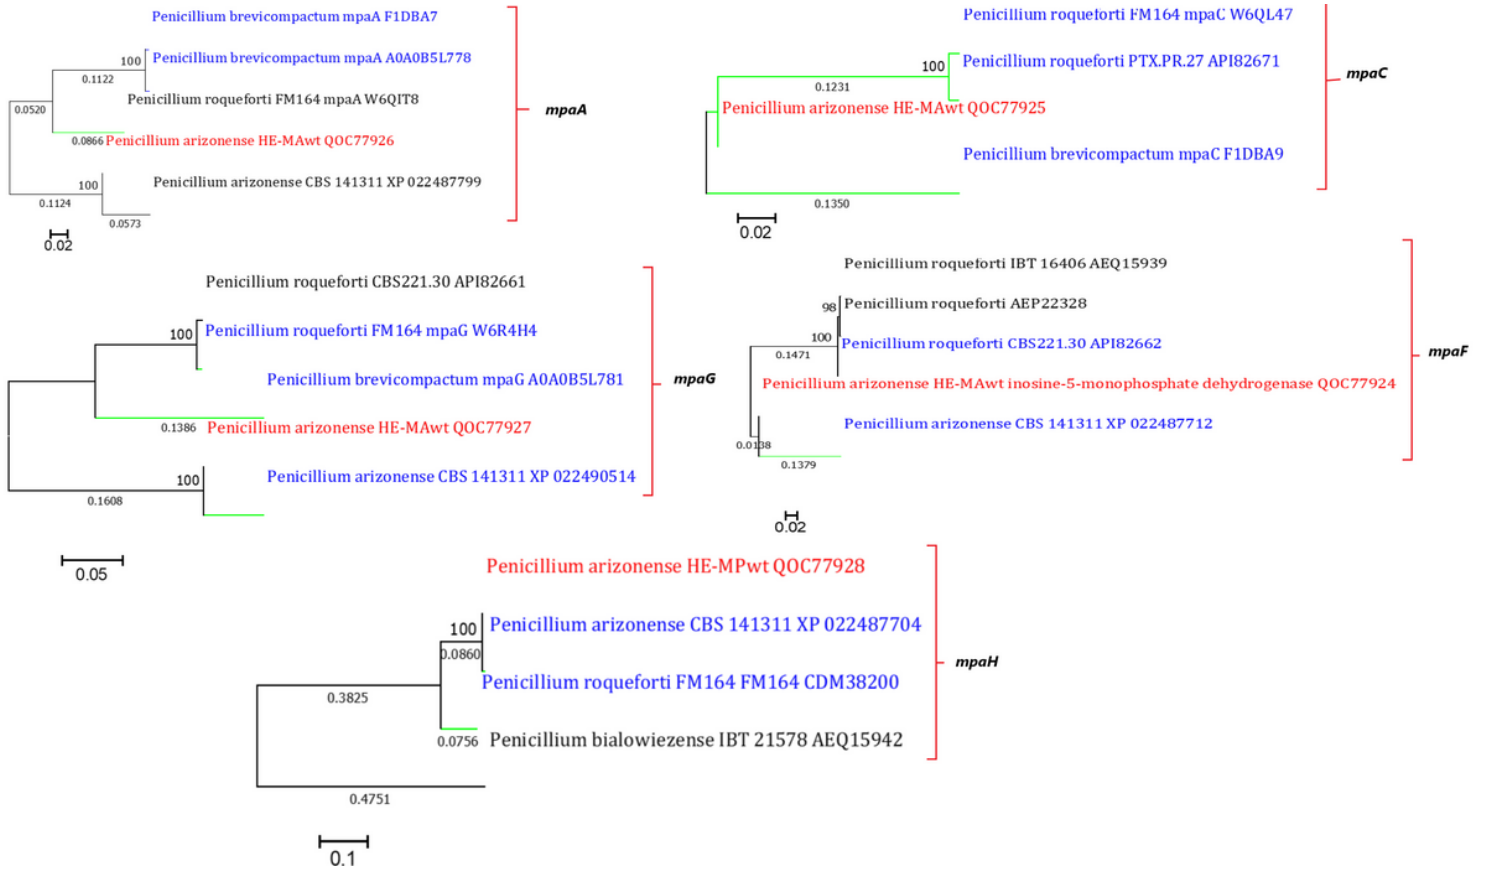 Penicillium brevicompactum mpaA F1DBA7
100
Penicillium brevicompactum mpaA A0A0B5L778
0.1122
Penicillium roqueforti FM164 mpaA W6QIT8
0.0520
0.0866
Penicillium arizonense HE-MAwt QOC77926
100
Penicillium arizonense CBS 141311 XP 022487799
0.1124
0.0573
0.02
mpaA
Penicillium roqueforti FM164 mpaC W6QL47
100
Penicillium roqueforti PTX.PR.27 API82671
0.1231
Penicillium arizonense HE-MAwt QOC77925
Penicillium brevicompactum mpaC F1DBA9
0.1350
0.02
mpaC
Penicillium roqueforti CBS221.30 API82661
100
Penicillium roqueforti FM164 mpaG W6R4H4
Penicillium brevicompactum mpaG A0A0B5L781
0.1386
Penicillium arizonense HE-MAwt QOC77927
100
Penicillium arizonense CBS 141311 XP 022490514
0.1608
0.05
mpaG
Penicillium roqueforti IBT 16406 AEQ15939
98
Penicillium roqueforti AEP22328
100
Penicillium roqueforti CBS221.30 API82662
0.1471
Penicillium arizonense HE-MAwt inosine-5-monophosphate dehydrogenase QOC77924
Penicillium arizonense CBS 141311 XP 022487712
0.0138
0.1379
0.02
mpaF
Penicillium arizonense HE-MPwt QOC77928
100
Penicillium arizonense CBS 141311 XP 022487704
0.0860
Penicillium roqueforti FM164 FM164 CDM38200
0.3825
0.0756
Penicillium bialowiezense IBT 21578 AEQ15942
0.4751
0.1
mpaH